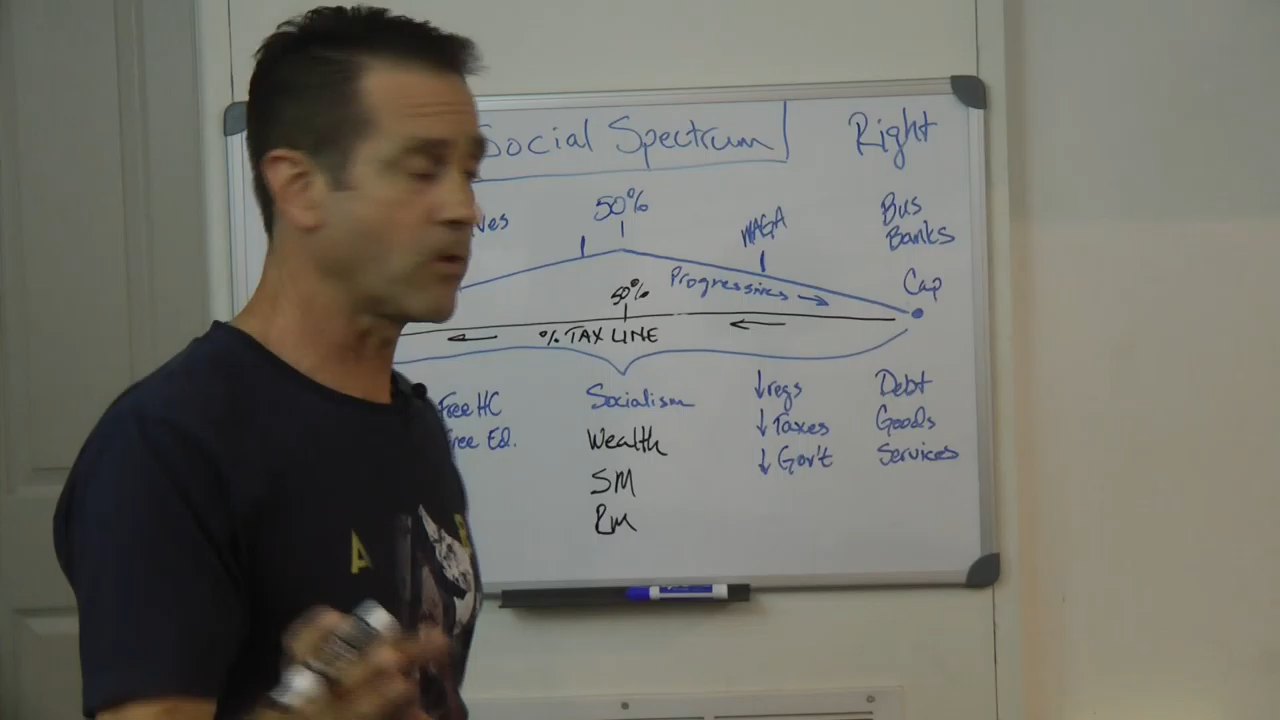 Social Spectrum
Right
50%
MAGA
Bus
Banks
Progressives →
Cap
50%
← % TAX LINE ←
Free HC
Free Ed.
Socialism
Wealth
SM
RM
↓ regs
↓ Taxes
↓ Gov't
Debt
Goods
Services
A